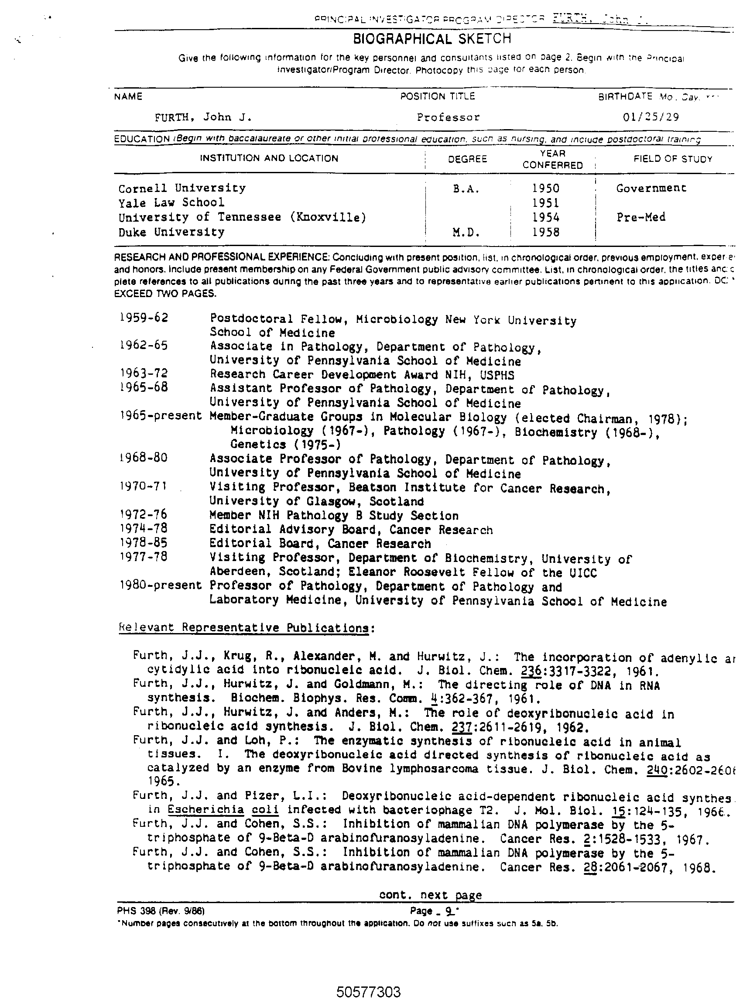 PRINCIPAL INVESTIGATOR PROGRAM DIRECTOR FURTH, John J.
BIOGRAPHICAL SKETCH
Give the following information for the key personnel and consultants listed on page 2. Begin with the Principal
Investigator/Program Director. Photocopy this page for each person.
NAME POSITION TITLE BIRTHDATE Mo., Day,
FURTH, John J. Professor 01/25/29
EDUCATION (Begin with baccalaureate or other initial professional education, such as nursing, and include postdoctoral training
INSTITUTION AND LOCATION DEGREE YEAR CONFERRED FIELD OF STUDY
Cornell University B.A. 1950 Government
Yale Law School 1951
University of Tennessee (Knoxville) 1954 Pre-Med
Duke University M.D. 1958
RESEARCH AND PROFESSIONAL EXPERIENCE: Concluding with present position, list, in chronological order, previous employment, exper e
and honors. Include present membership on any Federal Government public advisory committee. List, in chronological order, the titles and c
plete references to all publications during the past three years and to representative earlier publications pertinent to this application. DO
EXCEED TWO PAGES.
1959-62 Postdoctoral Fellow, Microbiology New York University
School of Medicine
1962-65 Associate in Pathology, Department of Pathology,
University of Pennsylvania School of Medicine
1963-72 Research Career Development Award NIH, USPHS
1965-68 Assistant Professor of Pathology, Department of Pathology,
University of Pennsylvania School of Medicine
1965-present Member-Graduate Groups in Molecular Biology (elected Chairman, 1978);
Microbiology (1967-), Pathology (1967-), Biochemistry (1968-),
Genetics (1975-)
1968-80 Associate Professor of Pathology, Department of Pathology,
University of Pennsylvania School of Medicine
1970-71 Visiting Professor, Beatson Institute for Cancer Research,
University of Glasgow, Scotland
1972-76 Member NIH Pathology B Study Section
1974-78 Editorial Advisory Board, Cancer Research
1978-85 Editorial Board, Cancer Research
1977-78 Visiting Professor, Department of Biochemistry, University of
Aberdeen, Scotland; Eleanor Roosevelt Fellow of the UICC
1980-present Professor of Pathology, Department of Pathology and
Laboratory Medicine, University of Pennsylvania School of Medicine
Relevant Representative Publications:
Furth, J.J., Krug, R., Alexander, M. and Hurwitz, J.: The incorporation of adenylic ar
cytidylic acid into ribonucleic acid. J. Biol. Chem. 236:3317-3322, 1961.
Furth, J.J., Hurwitz, J. and Goldmann, M.: The directing role of DNA in RNA
synthesis. Biochem. Biophys. Res. Comm. 4:362-367, 1961.
Furth, J.J., Hurwitz, J. and Anders, M.: The role of deoxyribonucleic acid in
ribonucleic acid synthesis. J. Biol. Chem. 237:2611-2619, 1962.
Furth, J.J. and Loh, P.: The enzymatic synthesis of ribonucleic acid in animal
tissues. I. The deoxyribonucleic acid directed synthesis of ribonucleic acid as
catalyzed by an enzyme from Bovine lymphosarcoma tissue. J. Biol. Chem. 240:2602-2606
1965.
Furth, J.J. and Pizer, L.I.: Deoxyribonucleic acid-dependent ribonucleic acid synthes
in Escherichia coli infected with bacteriophage T2. J. Mol. Biol. 15:124-135, 1966.
Furth, J.J. and Cohen, S.S.: Inhibition of mammalian DNA polymerase by the 5-
triphosphate of 9-Beta-D arabinofuranosyladenine. Cancer Res. 2:1528-1533, 1967.
Furth, J.J. and Cohen, S.S.: Inhibition of mammalian DNA polymerase by the 5-
triphosphate of 9-Beta-D arabinofuranosyladenine. Cancer Res. 28:2061-2067, 1968.
cont. next page
PHS 398 (Rev. 9/86) Page 9*
*Number pages consecutively at the bottom throughout the application. Do not use suffixes such as 5a, 5b.
50577303